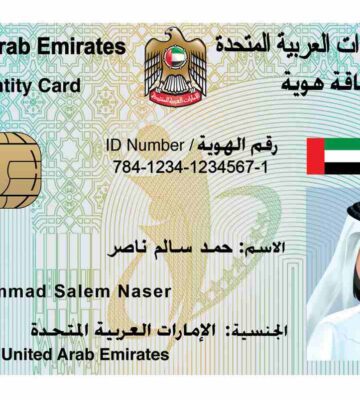 rab Emirates
ات العربية المتحدة
ntity Card
اقة هوية
ID Number / رقم الهوية
784-1234-1234567-1
الاسم: حمد سالم ناصر
mmad Salem Naser
الجنسية: الإمارات العربية المتحدة
United Arab Emirates